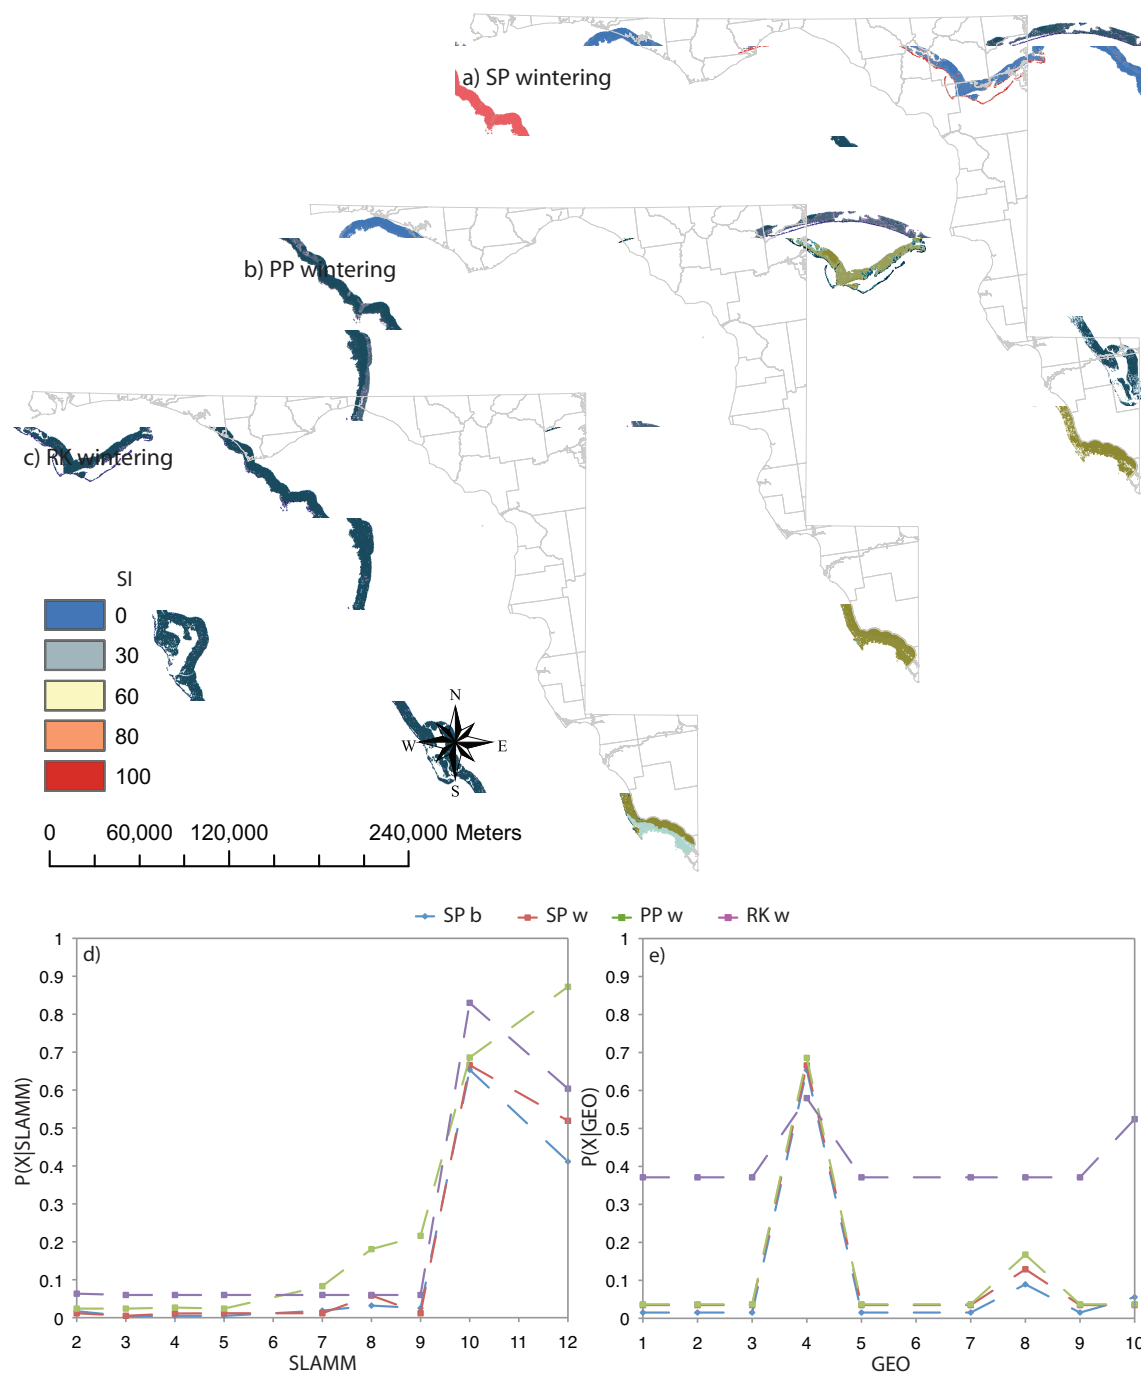 a) SP wintering
b) PP wintering
c) RK wintering
SI
0
30
60
80
100
N
W E
S
0 60,000 120,000 240,000 Meters
SP b SP w PP w RK w
d)
1
0.9
0.8
0.7
0.6
0.5
0.4
0.3
0.2
0.1
0
P(X|SLAMM)
2 3 4 5 6 7 8 9 10 11 12
SLAMM
e)
1
0.9
0.8
0.7
0.6
0.5
0.4
0.3
0.2
0.1
0
P(X|GEO)
1 2 3 4 5 6 7 8 9 10
GEO